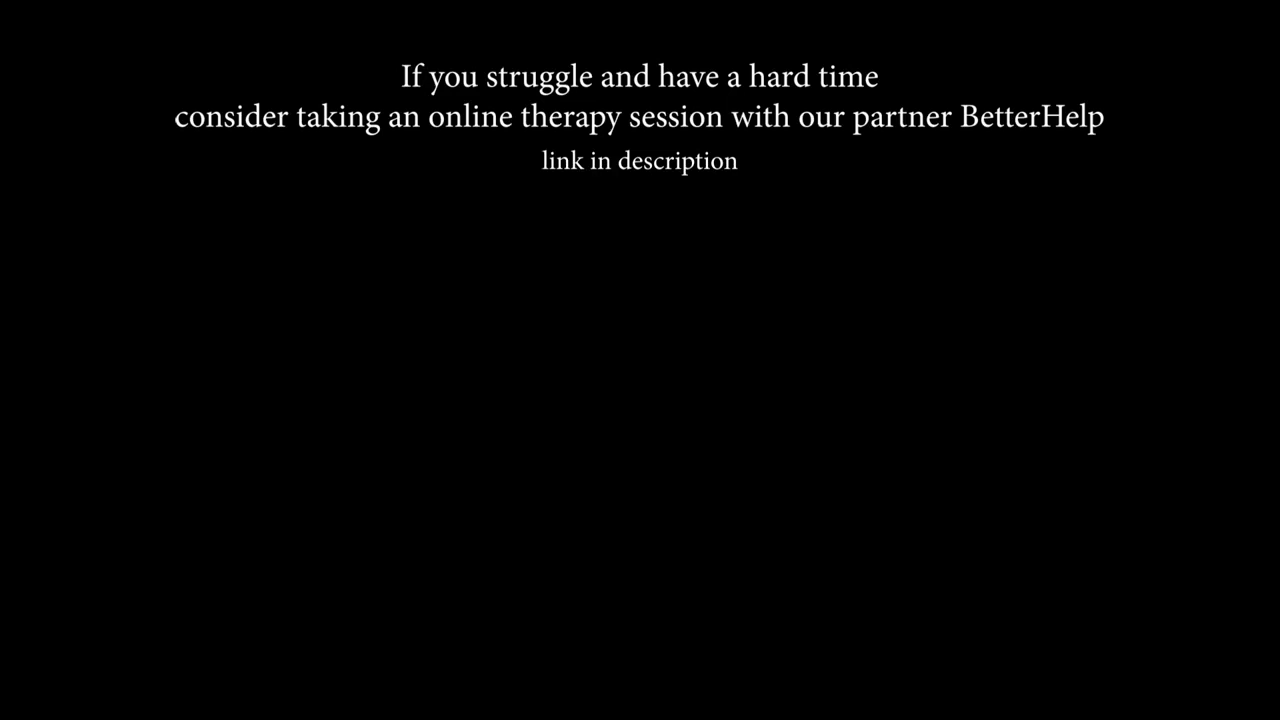 If you struggle and have a hard time
consider taking an online therapy session with our partner BetterHelp
link in description